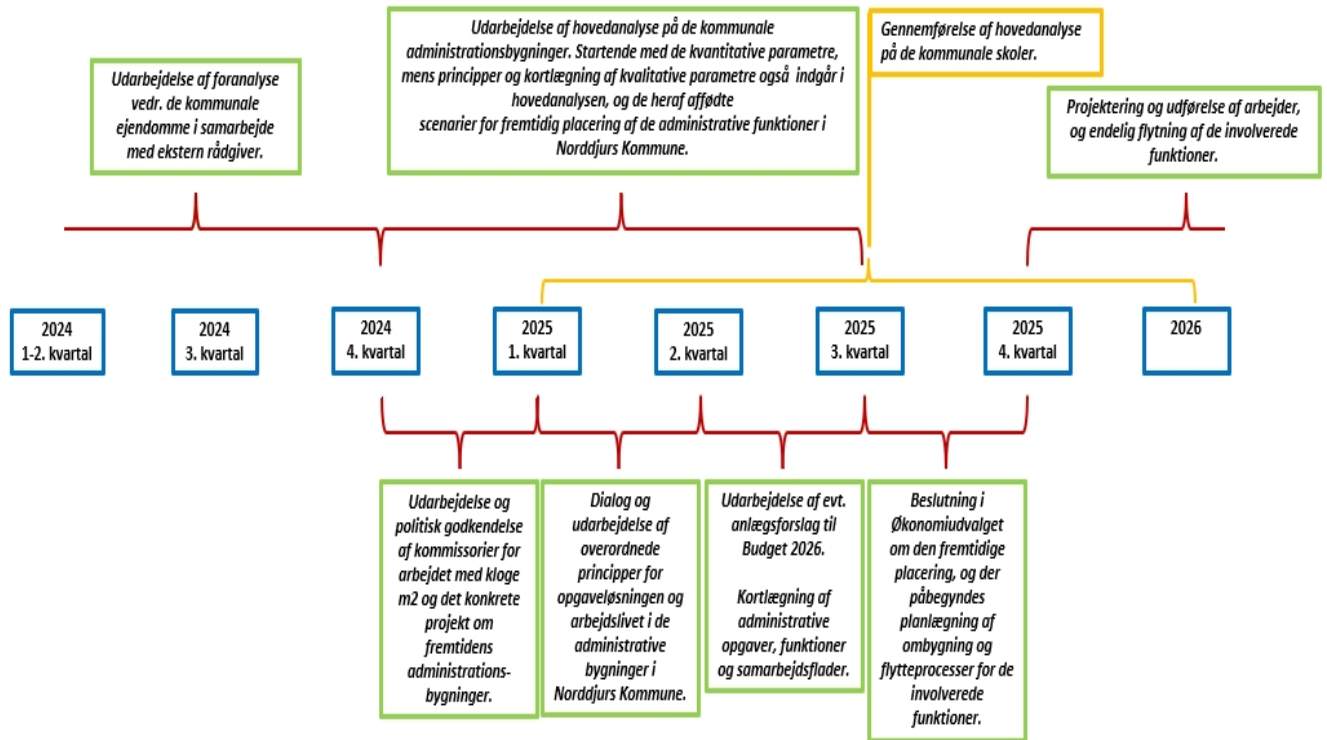 Udarbejdelse af foranalyse
vedr. de kommunale
ejendomme i samarbejde
med ekstern rådgiver.
Udarbejdelse af hovedanalyse på de kommunale
administrationsbygninger. Startende med de kvantitative parametre,
mens principper og kortlægning af kvalitative parametre også indgår i
hovedanalysen, og de heraf affødte
scenarier for fremtidig placering af de administrative funktioner i
Norddjurs Kommune.
Gennemførelse af hovedanalyse
på de kommunale skoler.
Projektering og udførelse af arbejder,
og endelig flytning af de involverede
funktioner.
2024
1-2. kvartal
2024
3. kvartal
2024
4. kvartal
2025
1. kvartal
2025
2. kvartal
2025
3. kvartal
2025
4. kvartal
2026
Udarbejdelse og
politisk godkendelse
af kommissorier for
arbejdet med kloge
m2 og det konkrete
projekt om
fremtidens
administrations-
bygninger.
Dialog og
udarbejdelse af
overordnede
principper for
opgaveløsningen og
arbejdslivet i de
administrative
bygninger i
Norddjurs Kommune.
Udarbejdelse af evt.
anlægsforslag til
Budget 2026.
Kortlægning af
administrative
opgaver, funktioner
og samarbejdsflader.
Beslutning i
Økonomiudvalget
om den fremtidige
placering, og der
påbegyndes
planlægning af
ombygning og
flytteprocesser for de
involverede
funktioner.